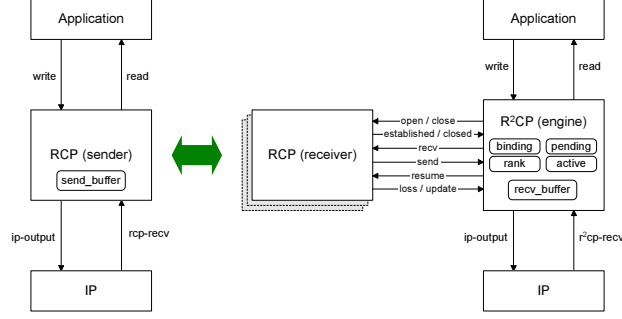 Application
write
read
RCP (sender)
send_buffer
ip-output
rcp-recv
IP
RCP (receiver)
open / close
established / closed
recv
send
resume
loss / update
Application
write
read
R²CP (engine)
binding
pending
rank
active
recv_buffer
ip-output
r²cp-recv
IP